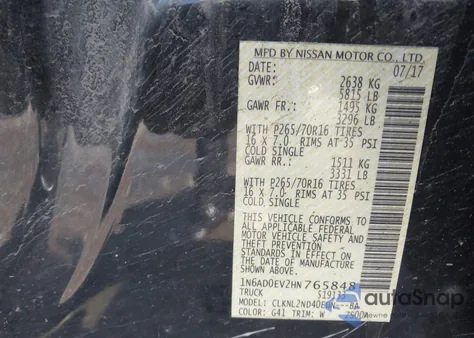 MFD BY NISSAN MOTOR CO., LTD.
DATE: 07/17
GVWR: 2638 KG
5815 LB
GAWR FR: 1495 KG
3296 LB
WITH P265/70R16 TIRES
16 X 7.0 RIMS AT 35 PSI
COLD SINGLE
GAWR RR: 1511 KG
3331 LB
WITH P265/70R16 TIRES
16 X 7.0 RIMS AT 35 PSI
COLD, SINGLE
THIS VEHICLE CONFORMS TO
ALL APPLICABLE FEDERAL
MOTOR VEHICLE SAFETY AND
THEFT PREVENTION
STANDARDS IN EFFECT ON
THE DATE OF MANUFACTURE
SHOWN ABOVE.
1N6AD0EV2HN765848
TRUCK
MODEL:
COLOR: G41 TRIM: W
AutoSnap